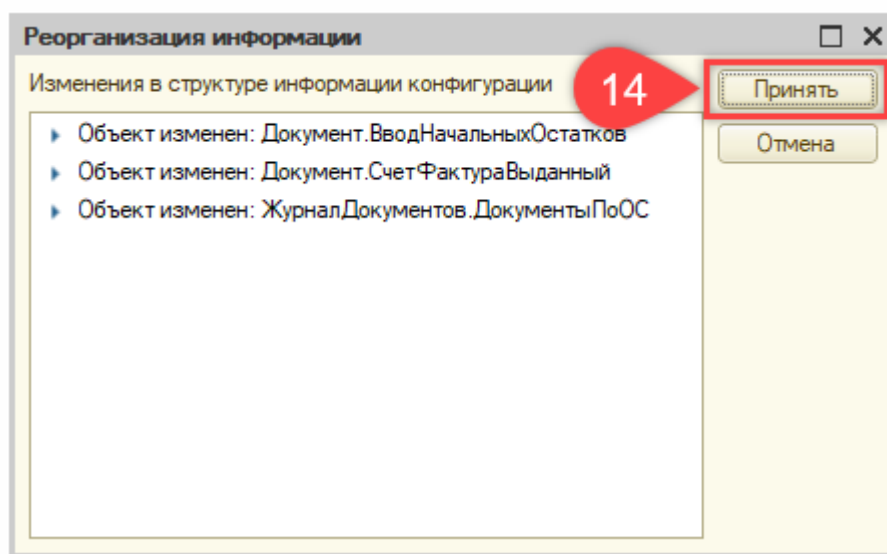 Реорганизация информации
Изменения в структуре информации конфигурации
14
Принять
Отмена
Объект изменен: Документ.ВводНачальныхОстатков
Объект изменен: Документ.СчетФактураВыданный
Объект изменен: ЖурналДокументов.ДокументыПоОС